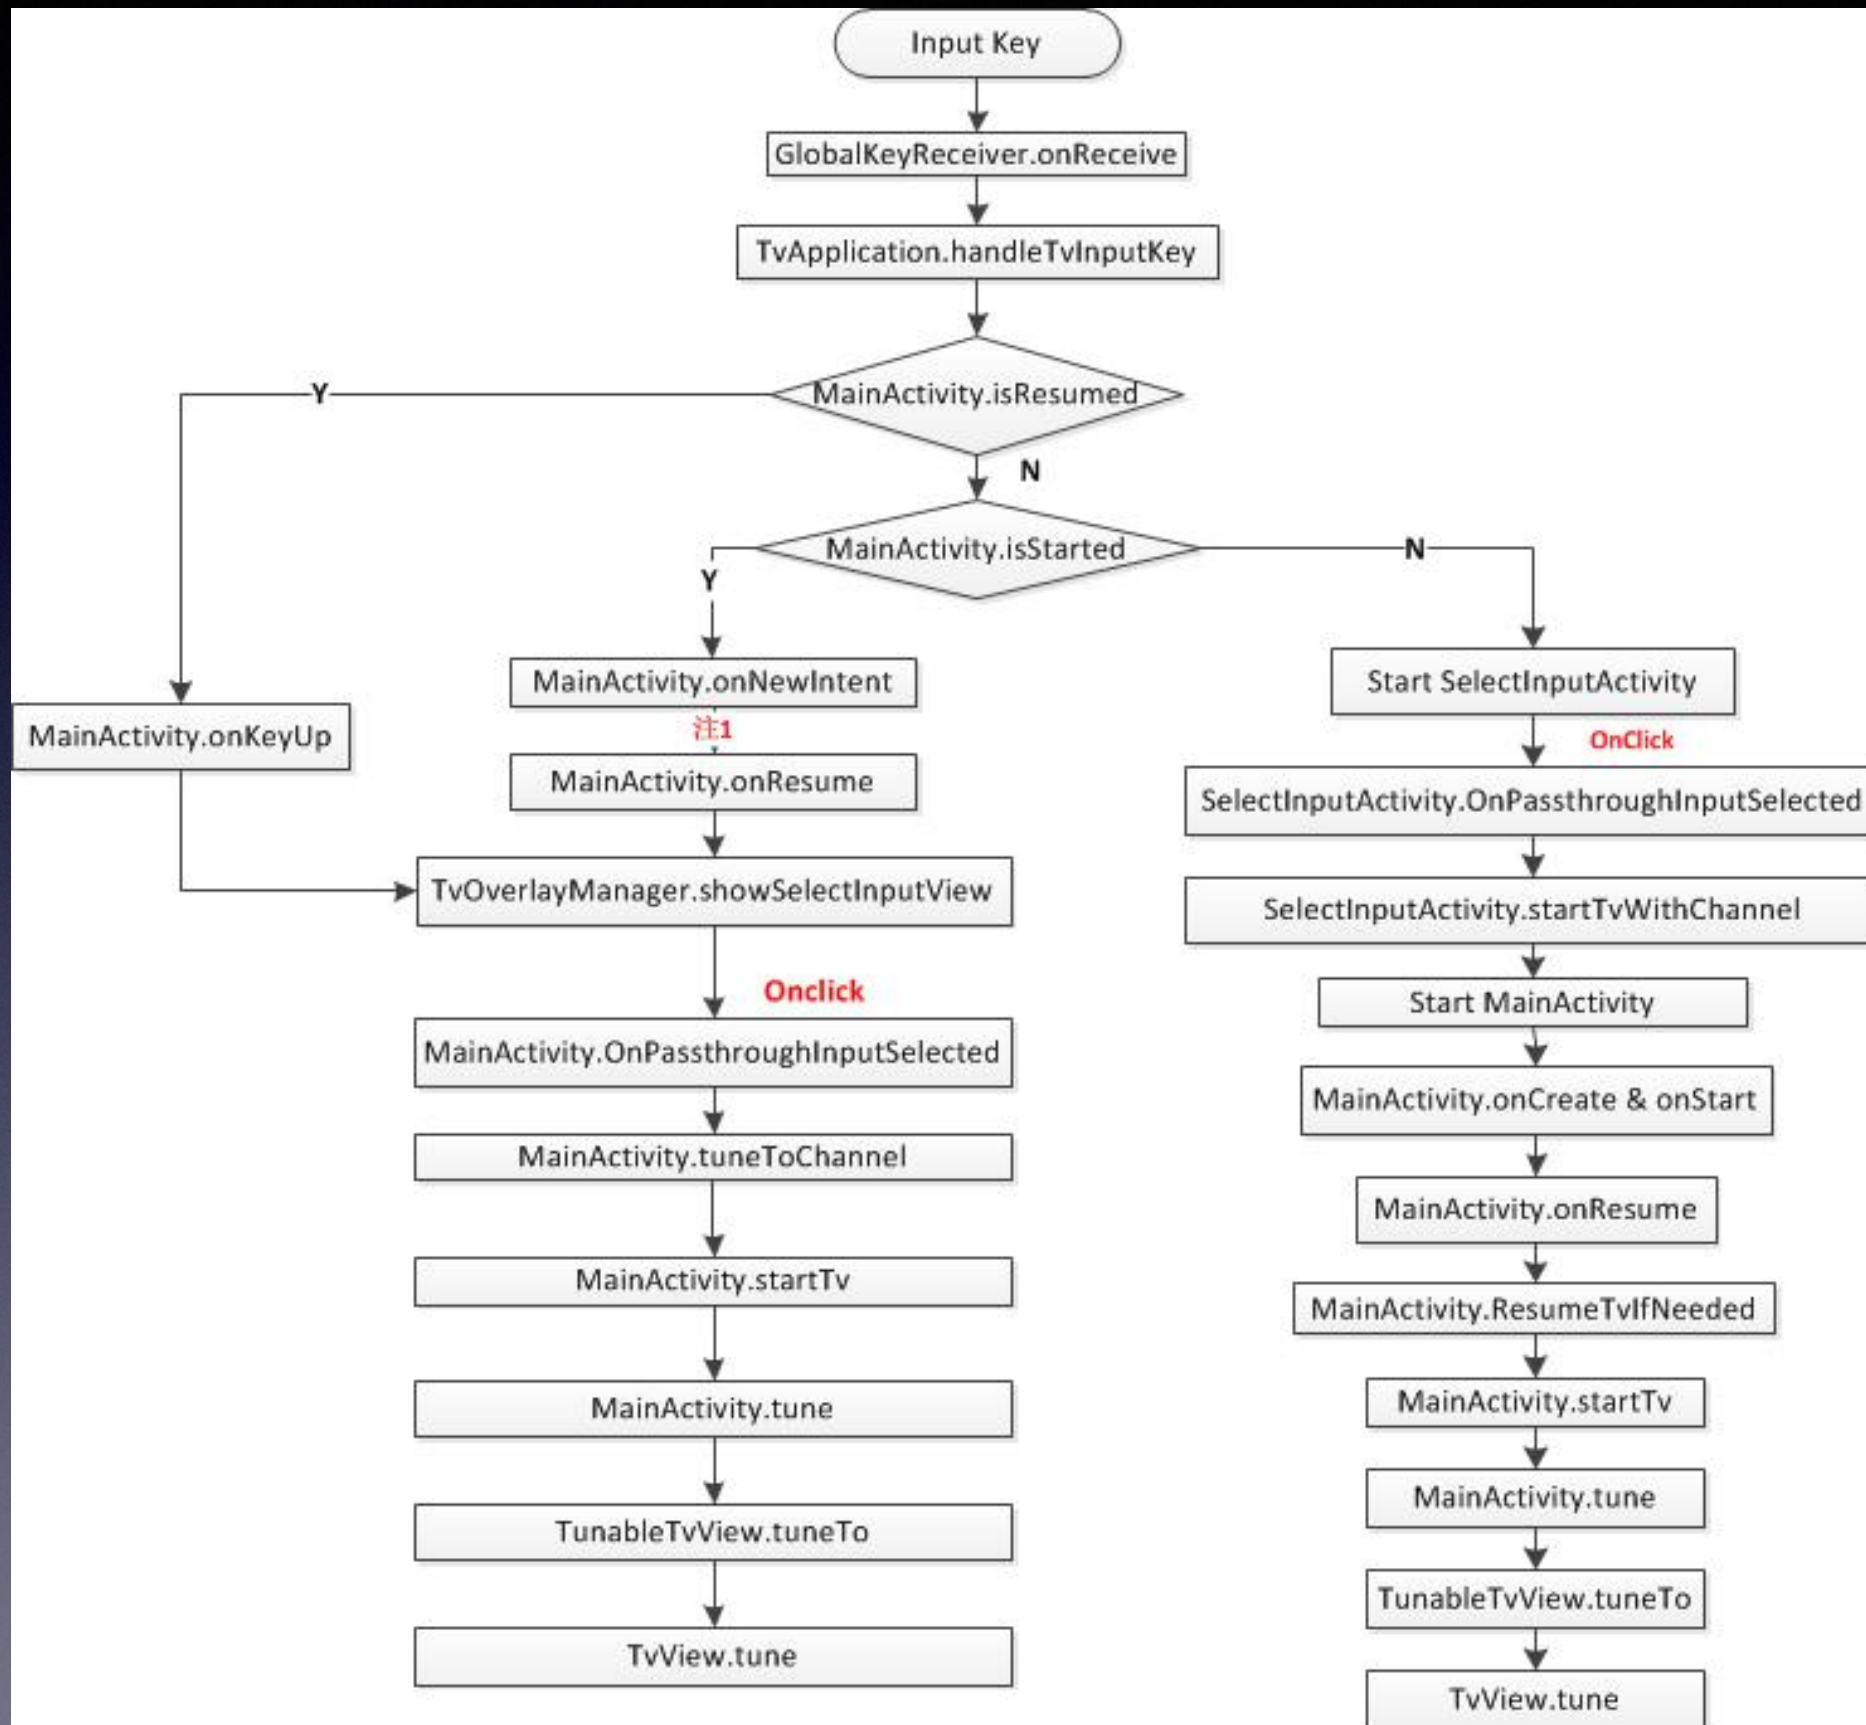 Input Key
GlobalKeyReceiver.onReceive
TvApplication.handleTvInputKey
MainActivity.isResumed
Y
N
MainActivity.isStarted
Y
N
MainActivity.onKeyUp
MainActivity.onNewIntent
注1
MainActivity.onResume
TvOverlayManager.showSelectInputView
Onclick
MainActivity.OnPassthroughInputSelected
MainActivity.tuneToChannel
MainActivity.startTv
MainActivity.tune
TunableTvView.tuneTo
TvView.tune
Start SelectInputActivity
OnClick
SelectInputActivity.OnPassthroughInputSelected
SelectInputActivity.startTvWithChannel
Start MainActivity
MainActivity.onCreate & onStart
MainActivity.onResume
MainActivity.ResumeTvIfNeeded
MainActivity.startTv
MainActivity.tune
TunableTvView.tuneTo
TvView.tune